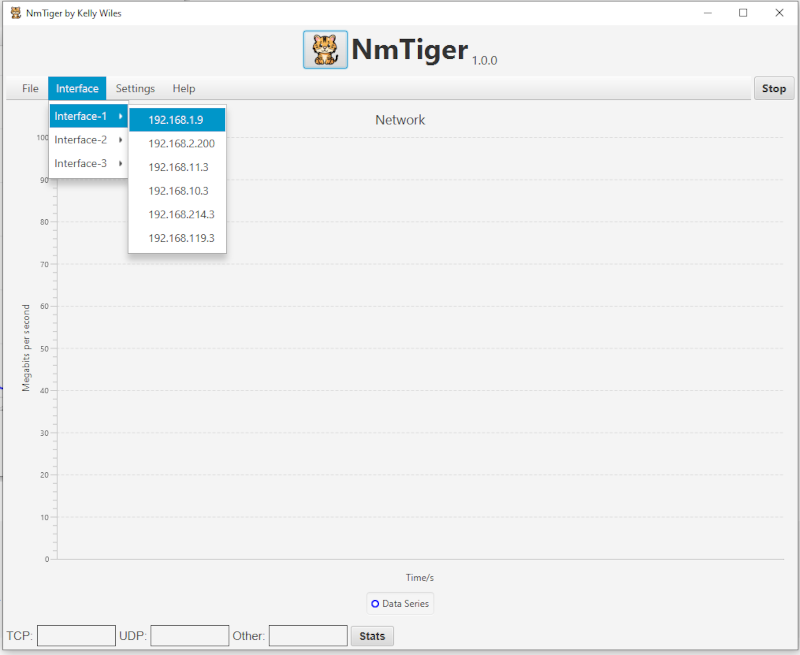 NmTiger by Kelly Wiles
NmTiger 1.0.0
File Interface Settings Help Stop
Interface-1
Interface-2
Interface-3
192.168.1.9
192.168.2.200
192.168.11.3
192.168.10.3
192.168.214.3
192.168.119.3
Network
Megabits per second
100
90
80
70
60
50
40
30
20
10
0
Time/s
Data Series
TCP: UDP: Other: Stats